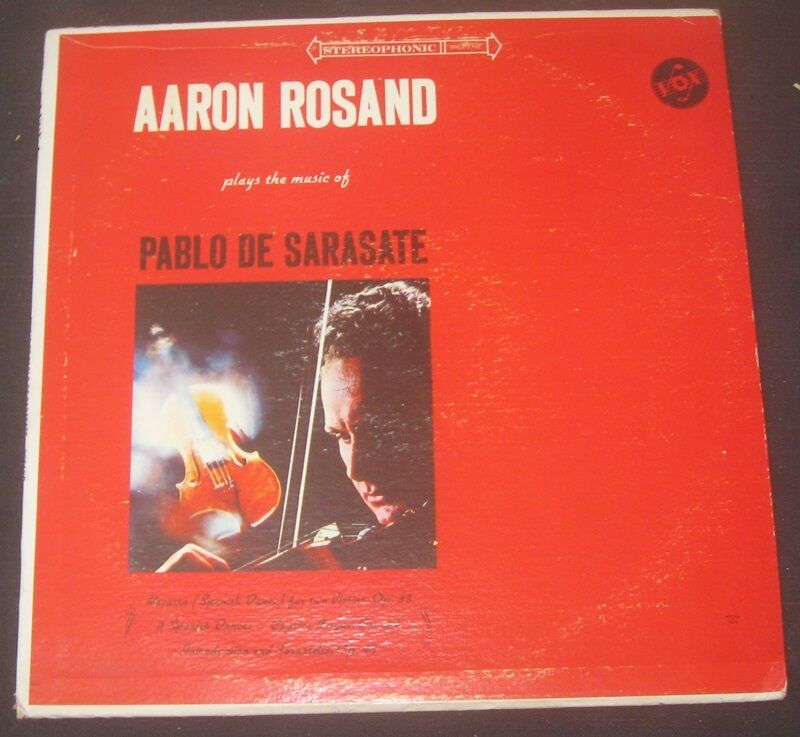 STEREOPHONIC
VOX
AARON ROSAND
plays the music of
PABLO DE SARASATE
Navarra (Spanish Dance) for two Violins, Op. 33
8 Spanish Dances
Introduction and Tarantella, Op. 43